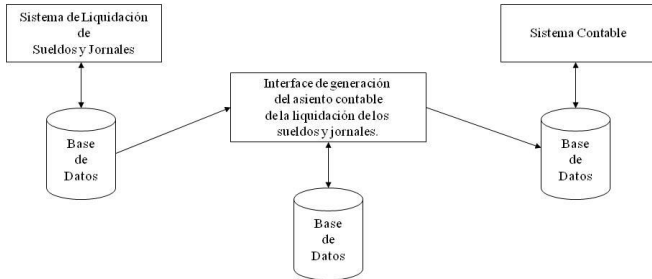 Sistema de Liquidación
de
Sueldos y Jornales
Sistema Contable
Interface de generación
del asiento contable
de la liquidación de los
sueldos y jornales.
Base
de
Datos
Base
de
Datos
Base
de
Datos